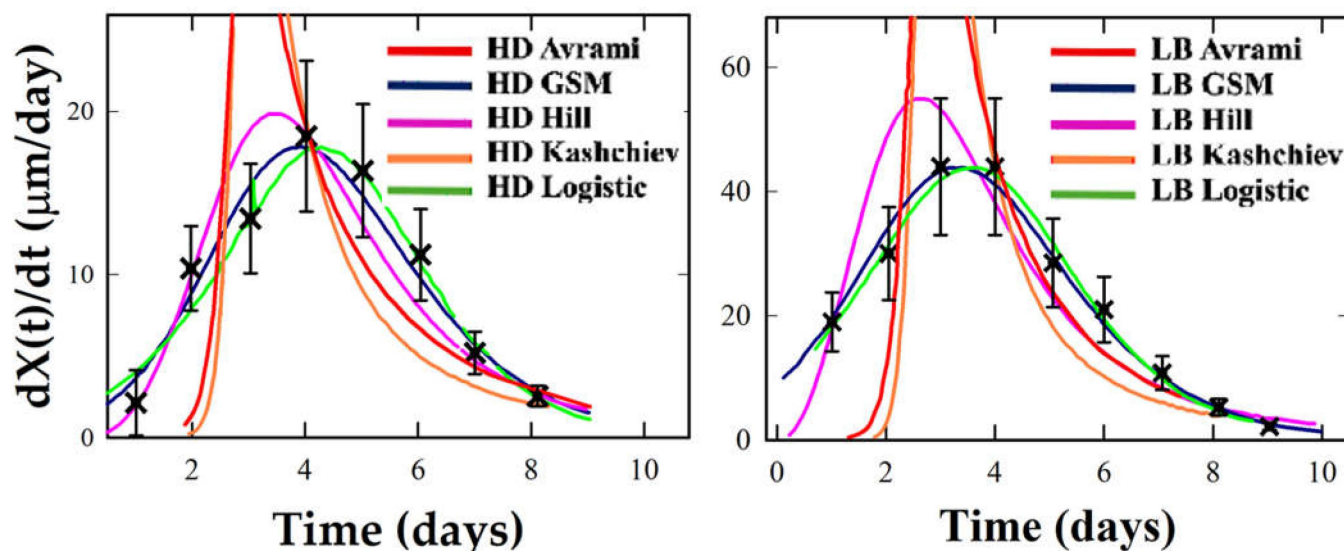 dX(t)/dt (μm/day)
20
10
0
HD Avrami
HD GSM
HD Hill
HD Kashchiev
HD Logistic
2 4 6 8 10
Time (days)
60
40
20
0
LB Avrami
LB GSM
LB Hill
LB Kashchiev
LB Logistic
0 2 4 6 8 10
Time (days)